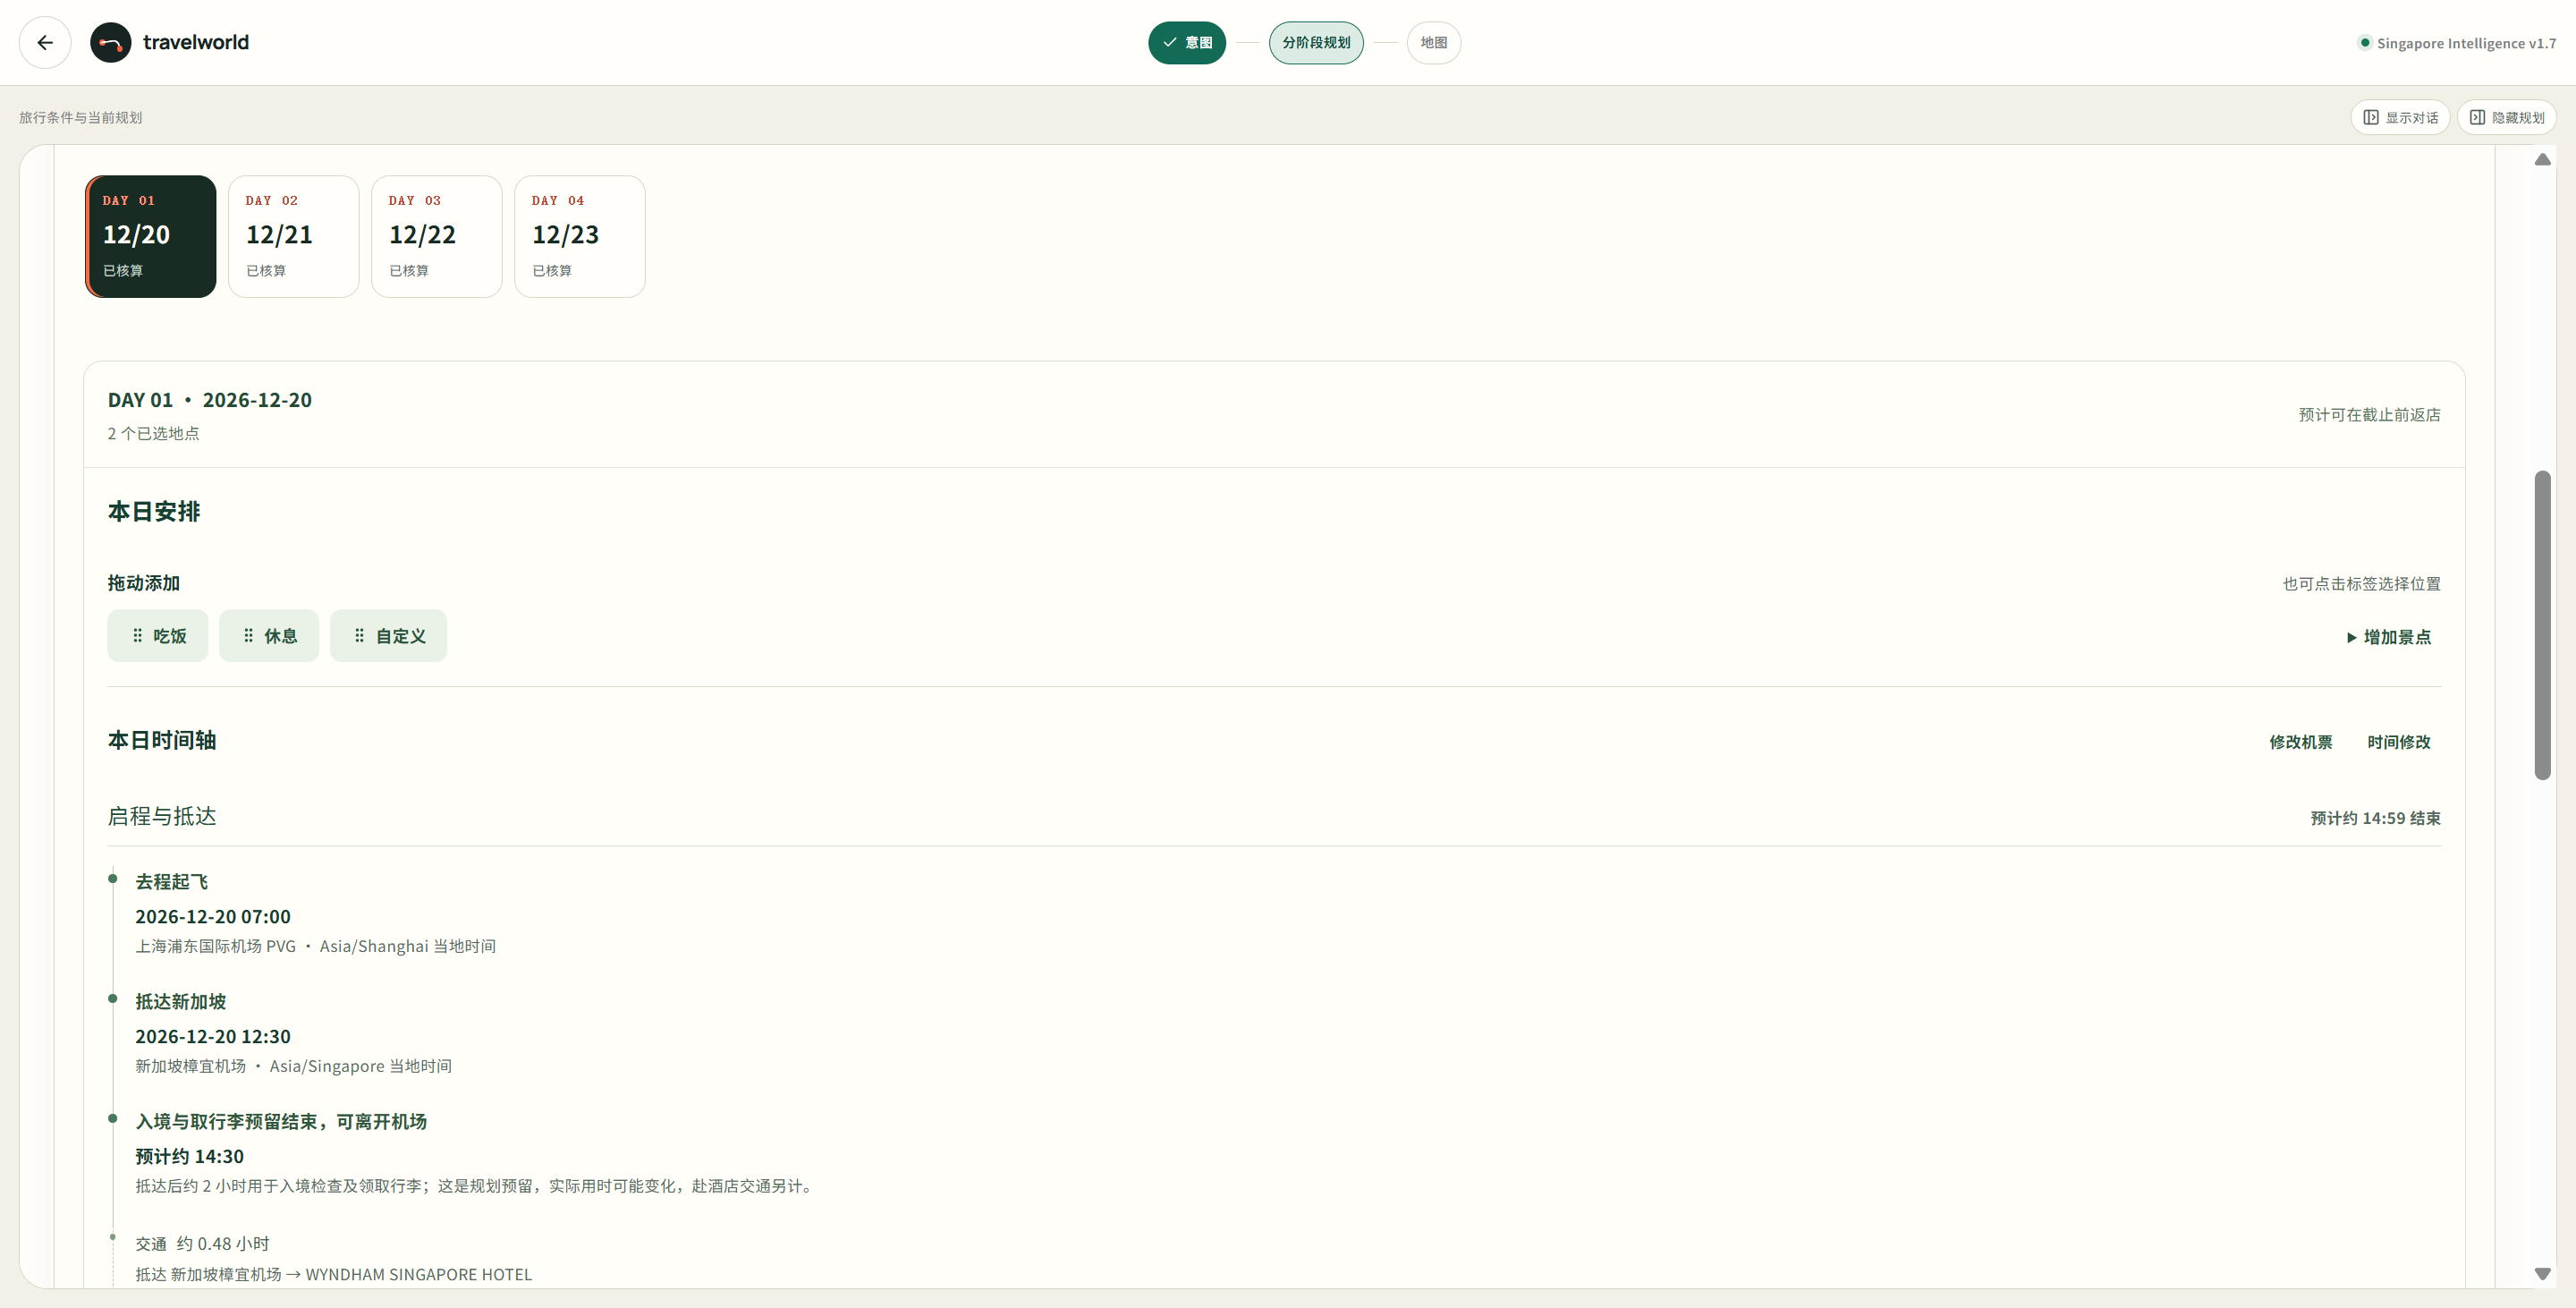 travelworld
意图
分阶段规划
地图
Singapore Intelligence v1.7
旅行条件与当前规划
显示对话
隐藏规划
DAY 01
12/20
已核算
DAY 02
12/21
已核算
DAY 03
12/22
已核算
DAY 04
12/23
已核算
DAY 01 · 2026-12-20
2 个已选地点
预计可在截止前返店
本日安排
拖动添加
也可点击标签选择位置
吃饭
休息
自定义
增加景点
本日时间轴
修改机票
时间修改
启程与抵达
预计约 14:59 结束
去程起飞
2026-12-20 07:00
上海浦东国际机场 PVG · Asia/Shanghai 当地时间
抵达新加坡
2026-12-20 12:30
新加坡樟宜机场 · Asia/Singapore 当地时间
入境与取行李预留结束，可离开机场
预计约 14:30
抵达后约 2 小时用于入境检查及领取行李；这是规划预留，实际用时可能变化，赴酒店交通另计。
交通 约 0.48 小时
抵达 新加坡樟宜机场 → WYNDHAM SINGAPORE HOTEL